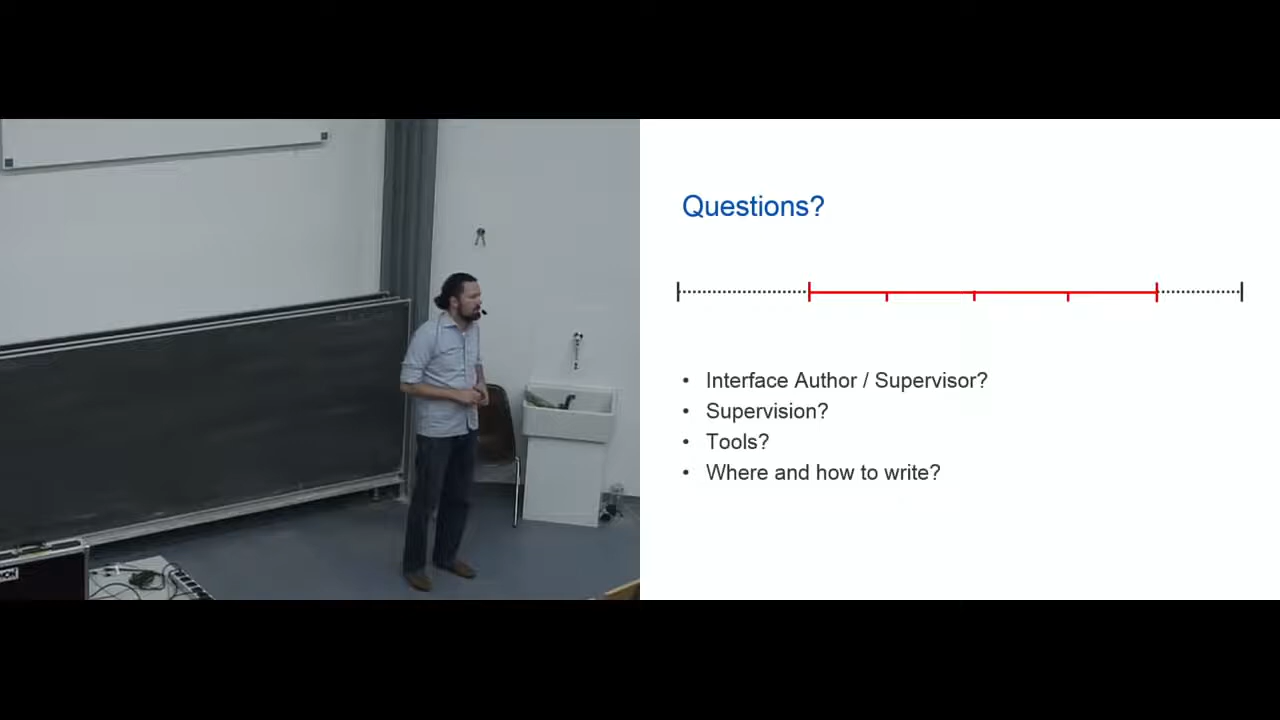 Questions?
• Interface Author / Supervisor?
• Supervision?
• Tools?
• Where and how to write?